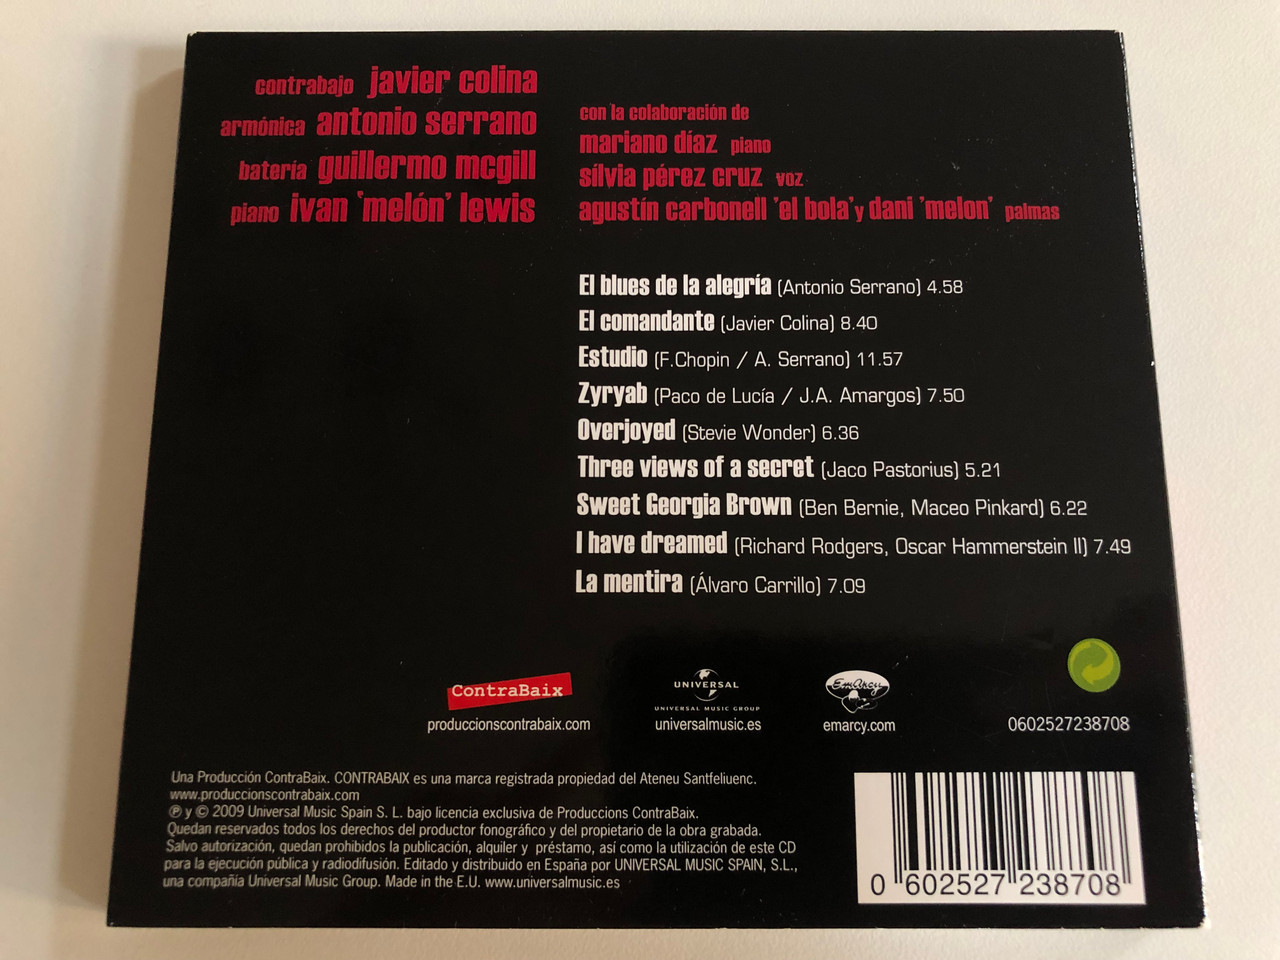 contrabajo javier colina
armónica antonio serrano
batería guillermo mcgill
piano ivan 'melón' lewis
con la colaboración de
mariano díaz piano
sílvia pérez cruz voz
agustín carbonell 'el bola' y dani 'melon' palmas
El blues de la alegría (Antonio Serrano) 4.58
El comandante (Javier Colina) 8.40
Estudio (F.Chopin / A. Serrano) 11.57
Zyryab (Paco de Lucía / J.A. Amargos) 7.50
Overjoyed (Stevie Wonder) 6.36
Three views of a secret (Jaco Pastorius) 5.21
Sweet Georgia Brown (Ben Bernie, Maceo Pinkard) 6.22
I have dreamed (Richard Rodgers, Oscar Hammerstein II) 7.49
La mentira (Álvaro Carrillo) 7.09
ContraBaix
produccionscontrabaix.com
UNIVERSAL
UNIVERSAL MUSIC GROUP
universalmusic.es
EmArcy
emarcy.com
0602527238708
Una Producción ContraBaix. CONTRABAIX es una marca registrada propiedad del Ateneu Santfeliuenc.
www.produccionscontrabaix.com
℗ y © 2009 Universal Music Spain S. L. bajo licencia exclusiva de Produccions ContraBaix.
Quedan reservados todos los derechos del productor fonográfico y del propietario de la obra grabada.
Salvo autorización, quedan prohibidos la publicación, alquiler y préstamo, así como la utilización de este CD
para la ejecución pública y radiodifusión. Editado y distribuido en España por UNIVERSAL MUSIC SPAIN, S.L.,
una compañía Universal Music Group. Made in the E.U. www.universalmusic.es
0 602527 238708